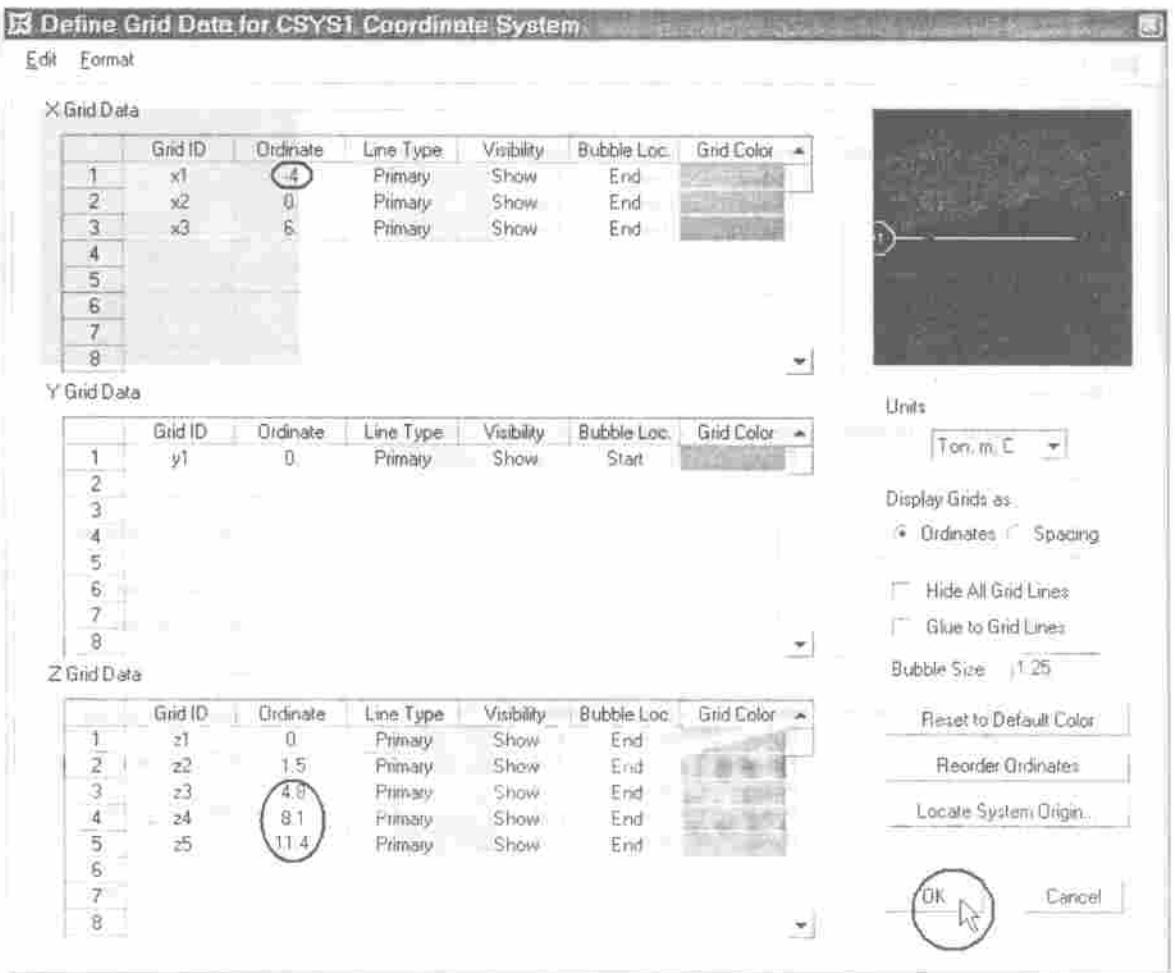 Define Grid Data for CSYS1 Coordinate System
Edit Format
X Grid Data
Grid ID Ordinate Line Type Visibility Bubble Loc. Grid Color
1 x1 -4 Primary Show End
2 x2 0. Primary Show End
3 x3 6. Primary Show End
4
5
6
7
8
Y Grid Data
Grid ID Ordinate Line Type Visibility Bubble Loc. Grid Color
1 y1 0. Primary Show Start
2
3
4
5
6
7
8
Z Grid Data
Grid ID Ordinate Line Type Visibility Bubble Loc. Grid Color
1 z1 0. Primary Show End
2 z2 1.5 Primary Show End
3 z3 Primary Show End
4 z4 8.1 Primary Show End
5 z5 11.4 Primary Show End
6
7
8
Units
Ton, m, C
Display Grids as
Ordinates Spacing
Hide All Grid Lines
Glue to Grid Lines
Bubble Size 1.25
Reset to Default Color
Reorder Ordinates
Locate System Origin...
OK Cancel